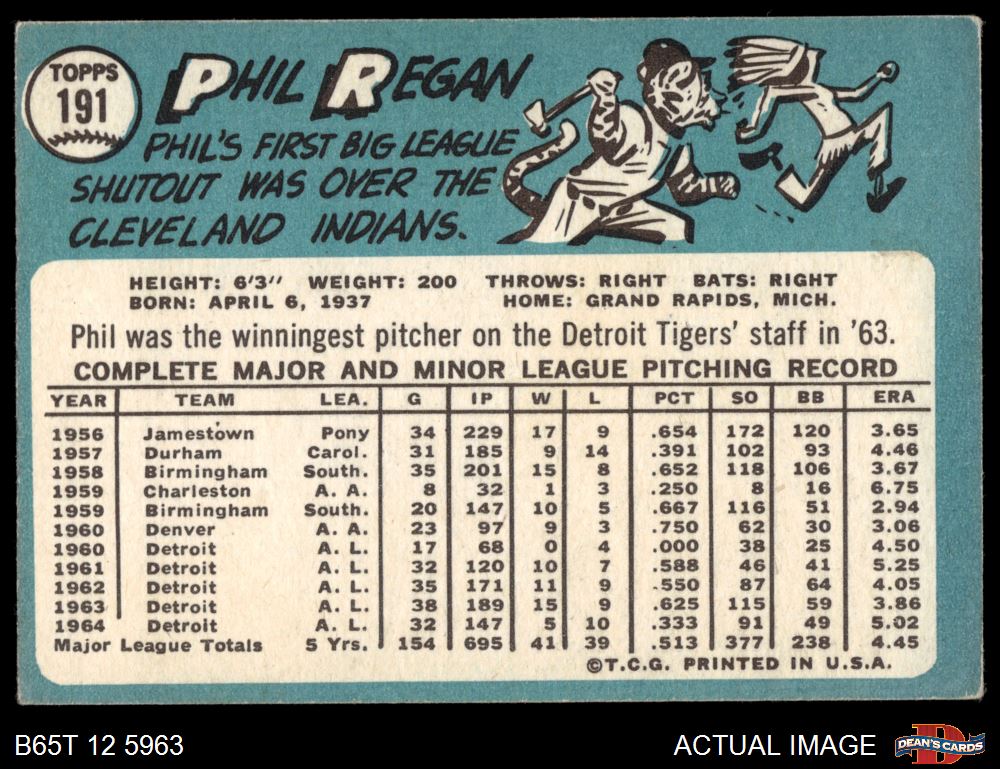 TOPPS
191
PHIL REGAN
PHIL'S FIRST BIG LEAGUE
SHUTOUT WAS OVER THE
CLEVELAND INDIANS.
HEIGHT: 6'3" WEIGHT: 200 THROWS: RIGHT BATS: RIGHT
BORN: APRIL 6, 1937 HOME: GRAND RAPIDS, MICH.
Phil was the winningest pitcher on the Detroit Tigers' staff in '63.
COMPLETE MAJOR AND MINOR LEAGUE PITCHING RECORD
YEAR TEAM LEA. G IP W L PCT SO BB ERA
1956 Jamestown Pony 34 229 17 9 .654 172 120 3.65
1957 Durham Carol. 31 185 9 14 .391 102 93 4.46
1958 Birmingham South. 35 201 15 8 .652 118 106 3.67
1959 Charleston A. A. 8 32 1 3 .250 8 16 6.75
1959 Birmingham South. 20 147 10 5 .667 116 51 2.94
1960 Denver A. A. 23 97 9 3 .750 62 30 3.06
1960 Detroit A. L. 17 68 0 4 .000 38 25 4.50
1961 Detroit A. L. 32 120 10 7 .588 46 41 5.25
1962 Detroit A. L. 35 171 11 9 .550 87 64 4.05
1963 Detroit A. L. 38 189 15 9 .625 115 59 3.86
1964 Detroit A. L. 32 147 5 10 .333 91 49 5.02
Major League Totals 5 Yrs. 154 695 41 39 .513 377 238 4.45
©T.C.G. PRINTED IN U.S.A.
B65T 12 5963
ACTUAL IMAGE
D
DEAN'S CARDS